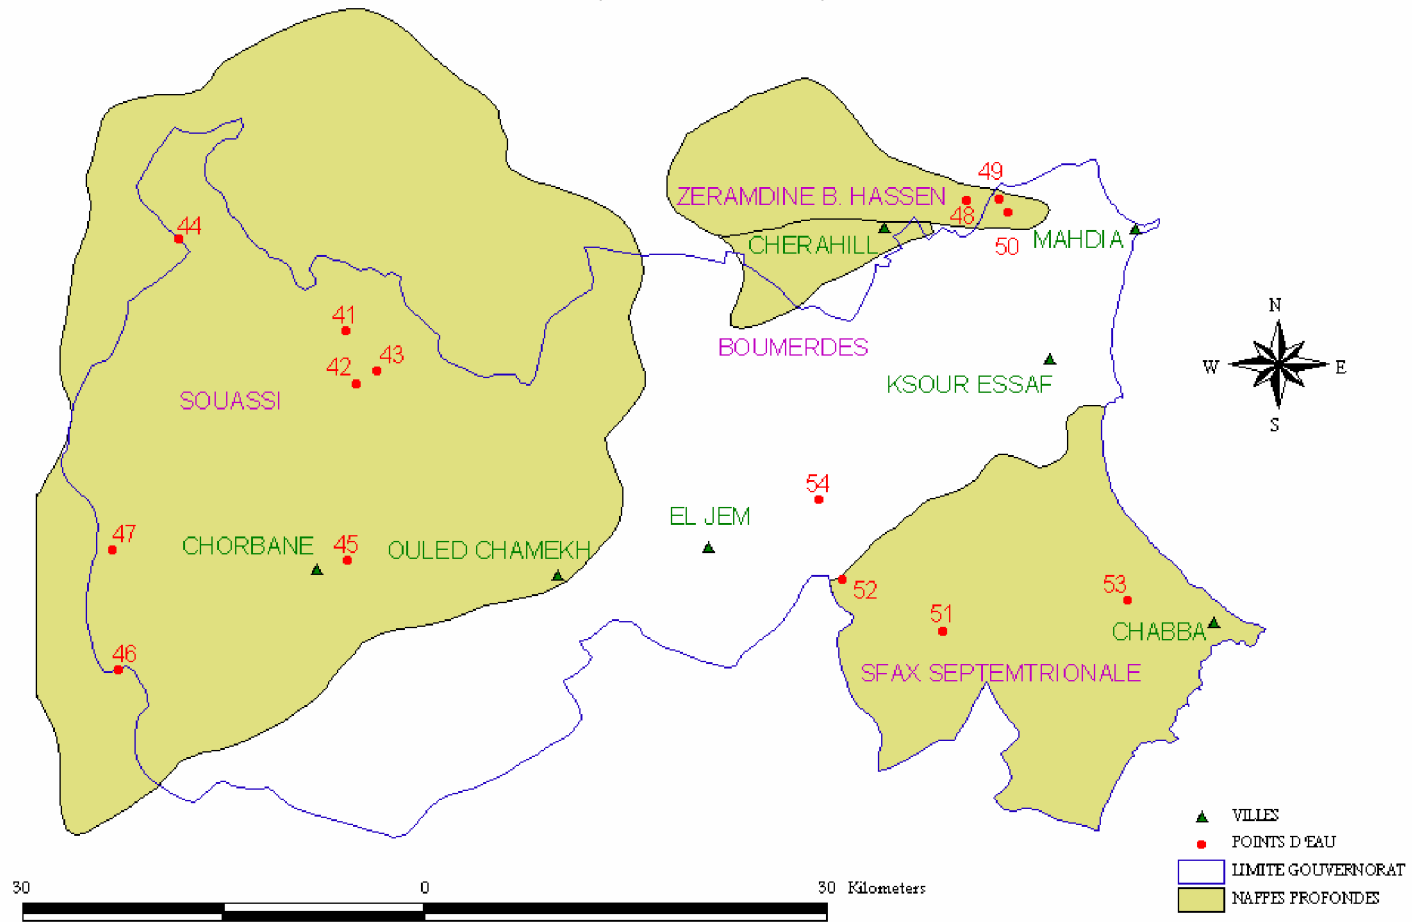 49
ZERAMDINE B. HASSEN
48
44
CHERAHILL
50
MAHDIA
N
41
42
43
BOUMERDES
W
E
KSOUR ESSAF
SOUASSI
S
54
EL JEM
47
CHORBANE
45
OULED CHAMEKH
52
53
51
CHABBA
46
SFAX SEPTEMTRIONALE
VILLES
POINTS D'EAU
LIMITE GOUVERNORAT
NAPPES PROFONDES
30 0 30 Kilometers